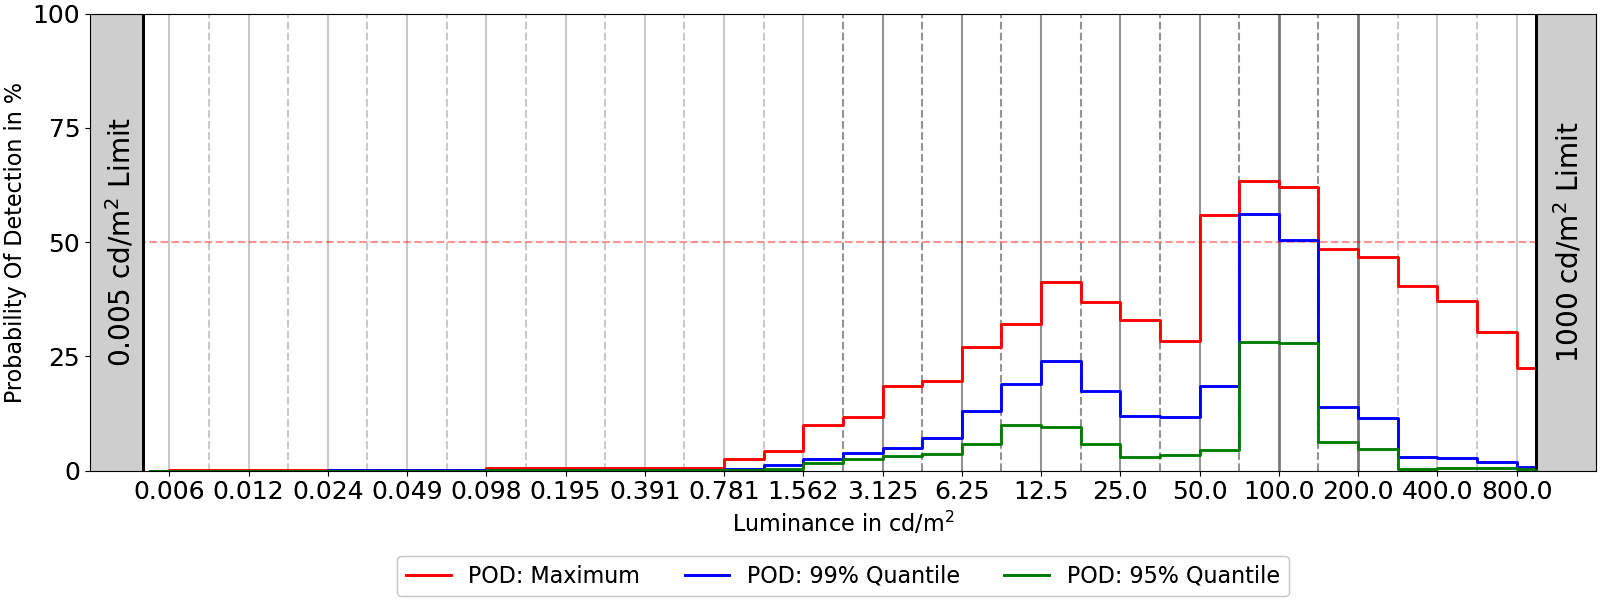 Probability Of Detection in %
100
75
50
25
0
0.005 cd/m² Limit
1000 cd/m² Limit
0.006 0.012 0.024 0.049 0.098 0.195 0.391 0.781 1.562 3.125 6.25 12.5 25.0 50.0 100.0 200.0 400.0 800.0
Luminance in cd/m²
POD: Maximum POD: 99% Quantile POD: 95% Quantile